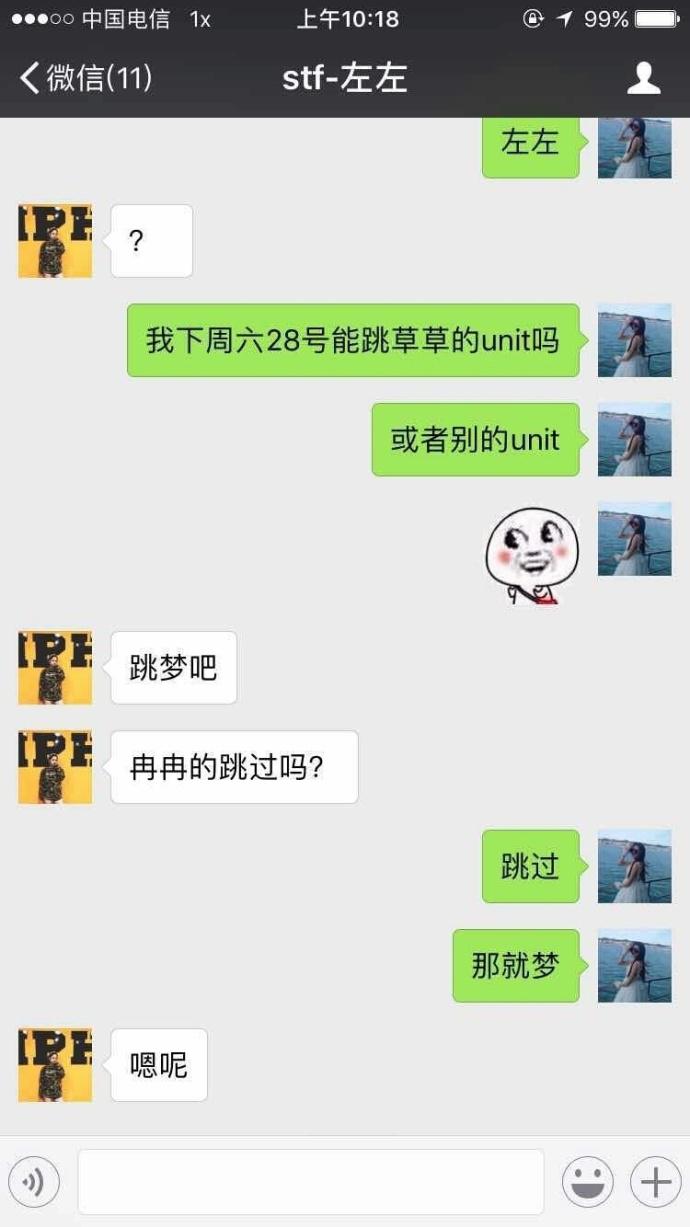 中国电信 1x 上午10:18 99%
微信(11) stf-左左
左左
?
我下周六28号能跳草草的unit吗
或者别的unit
跳梦吧
冉冉的跳过吗?
跳过
那就梦
嗯呢